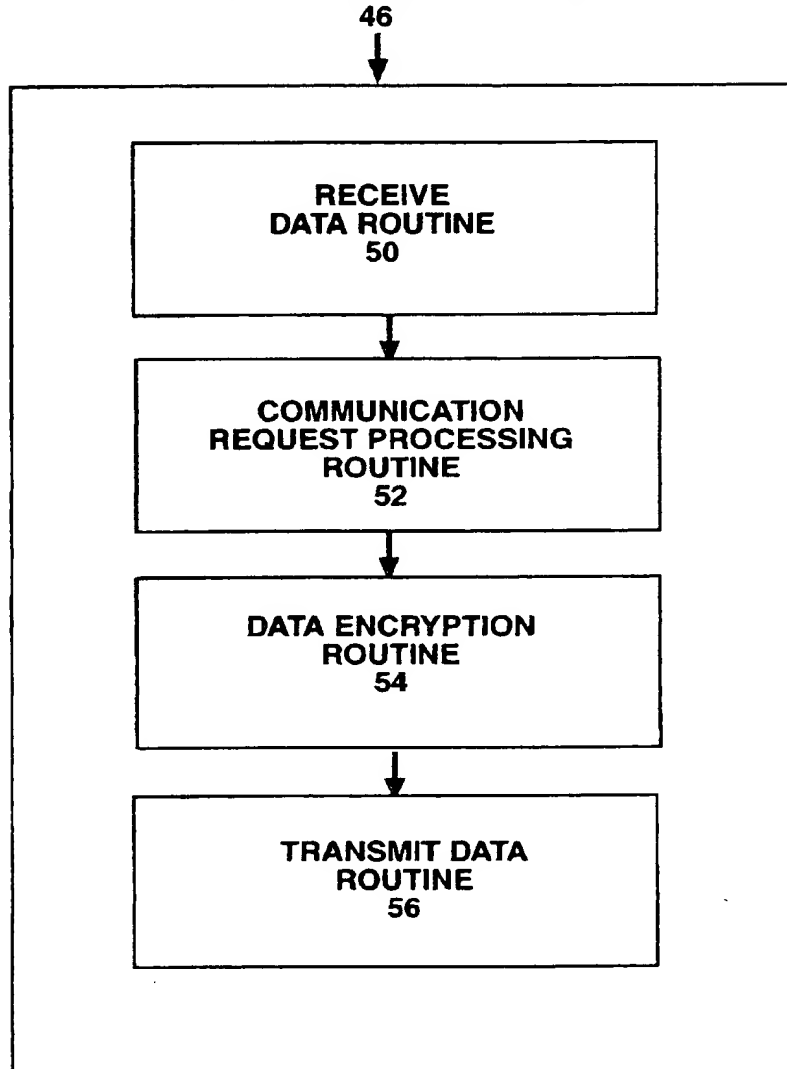 46
RECEIVE
DATA ROUTINE
50
COMMUNICATION
REQUEST PROCESSING
ROUTINE
52
DATA ENCRYPTION
ROUTINE
54
TRANSMIT DATA
ROUTINE
56